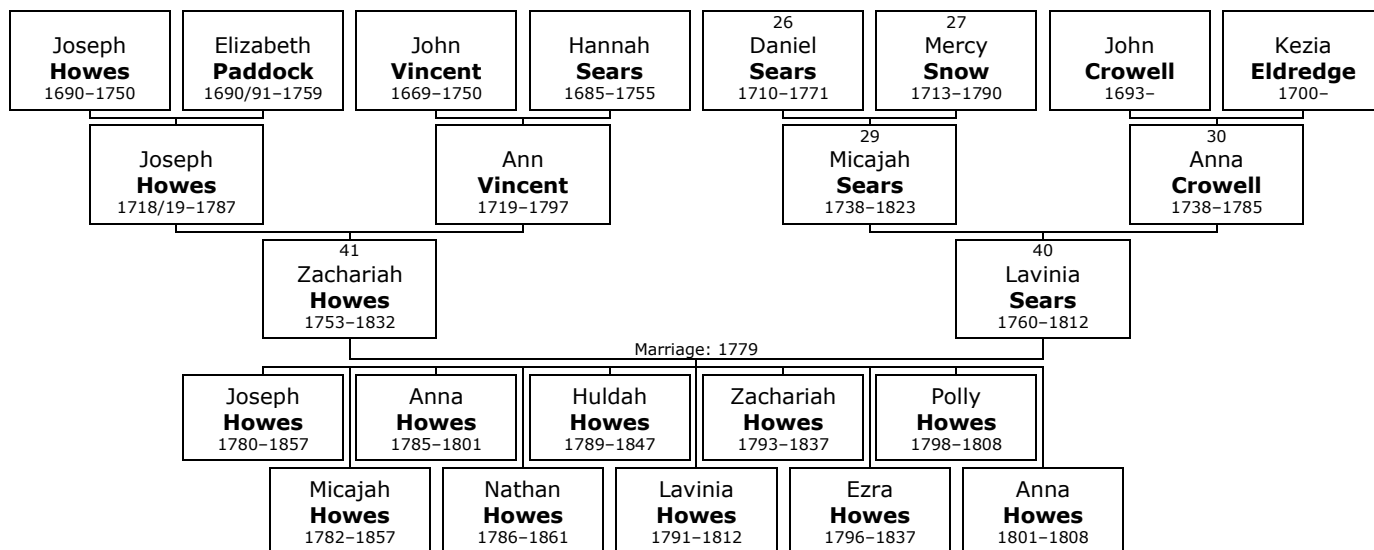 Joseph
Howes
1690–1750
Elizabeth
Paddock
1690/91–1759
John
Vincent
1669–1750
Hannah
Sears
1685–1755
26
Daniel
Sears
1710–1771
27
Mercy
Snow
1713–1790
John
Crowell
1693–
Kezia
Eldredge
1700–
Joseph
Howes
1718/19–1787
Ann
Vincent
1719–1797
29
Micajah
Sears
1738–1823
30
Anna
Crowell
1738–1785
41
Zachariah
Howes
1753–1832
40
Lavinia
Sears
1760–1812
Marriage: 1779
Joseph
Howes
1780–1857
Anna
Howes
1785–1801
Huldah
Howes
1789–1847
Zachariah
Howes
1793–1837
Polly
Howes
1798–1808
Micajah
Howes
1782–1857
Nathan
Howes
1786–1861
Lavinia
Howes
1791–1812
Ezra
Howes
1796–1837
Anna
Howes
1801–1808